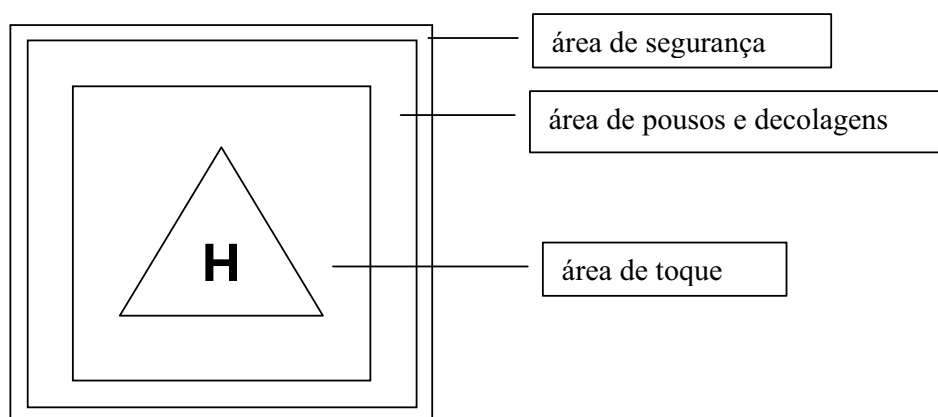 área de segurança
área de pousos e decolagens
H
área de toque